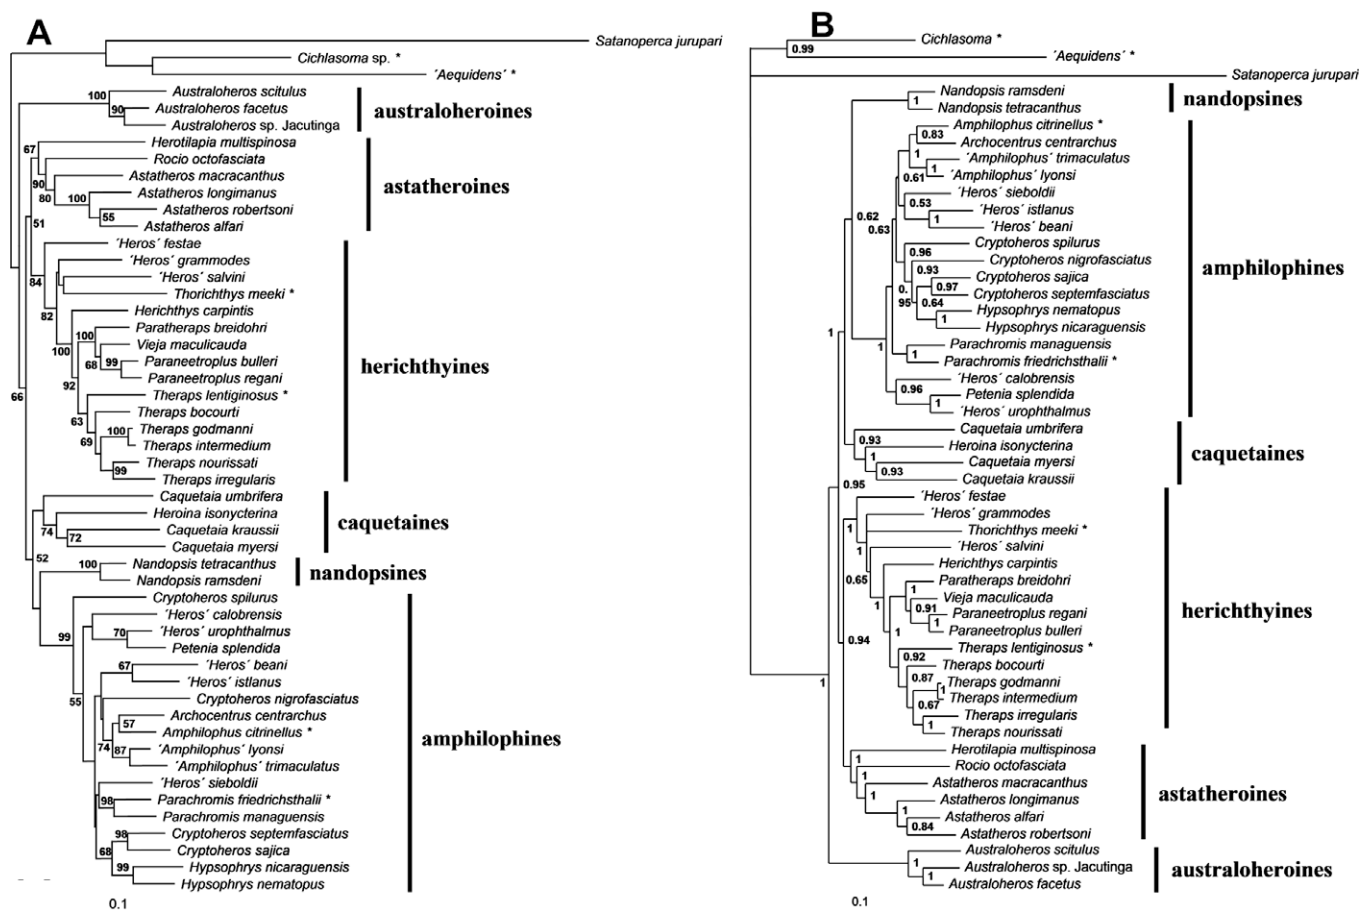 A
Satanoperca jurupari
Cichlasoma sp. *
´Aequidens´ *
Australoheros scitulus
100
Australoheros facetus
90
Australoheros sp. Jacutinga
australoheroines
Herotilapia multispinosa
67
Rocio octofasciata
Astatheros macracanthus
90
80
Astatheros longimanus
100
Astatheros robertsoni
55
Astatheros alfari
51
astatheroines
´Heros´ festae
´Heros´ grammodes
84
´Heros´ salvini
Thorichthys meeki *
82
Herichthys carpintis
Paratheraps breidohri
100
Vieja maculicauda
100
Paraneetroplus bulleri
68
99
Paraneetroplus regani
92
Theraps lentiginosus *
66
Theraps bocourti
63
Theraps godmanni
100
69
Theraps intermedium
Theraps nourissati
99
Theraps irregularis
herichthyines
Caquetaia umbrifera
Heroina isonycterina
Caquetaia kraussii
74
72
Caquetaia myersi
52
caquetaines
Nandopsis tetracanthus
100
Nandopsis ramsdeni
nandopsines
Cryptoheros spilurus
´Heros´ calobrensis
´Heros´ urophthalmus
99
70
Petenia splendida
´Heros´ beani
67
´Heros´ istlanus
Cryptoheros nigrofasciatus
55
Archocentrus centrarchus
57
Amphilophus citrinellus *
´Amphilophus´ lyonsi
74
87
´Amphilophus´ trimaculatus
´Heros´ sieboldii
Parachromis friedrichsthalii *
98
Parachromis managuensis
Cryptoheros septemfasciatus
98
Cryptoheros sajica
68
Hypsophrys nicaraguensis
99
Hypsophrys nematopus
amphilophines
0.1
B
Cichlasoma *
0.99
´Aequidens´ *
Satanoperca jurupari
Nandopsis ramsdeni
1
Nandopsis tetracanthus
nandopsines
Amphilophus citrinellus *
0.83
Archocentrus centrarchus
1
´Amphilophus´ trimaculatus
1
´Amphilophus´ lyonsi
0.61
´Heros´ sieboldii
0.53
´Heros´ istlanus
0.62
1
´Heros´ beani
0.63
Cryptoheros spilurus
0.96
Cryptoheros nigrofasciatus
0.93
Cryptoheros sajica
0.97
0.
95
Cryptoheros septemfasciatus
0.64
Hypsophrys nematopus
1
Hypsophrys nicaraguensis
1
Parachromis managuensis
1
1
Parachromis friedrichsthalii *
´Heros´ calobrensis
0.96
Petenia splendida
1
´Heros´ urophthalmus
amphilophines
Caquetaia umbrifera
0.93
Heroina isonycterina
1
Caquetaia myersi
0.93
Caquetaia kraussii
0.95
caquetaines
´Heros´ festae
´Heros´ grammodes
1
Thorichthys meeki *
1
´Heros´ salvini
Herichthys carpintis
0.65
Paratheraps breidohri
1
Vieja maculicauda
1
0.91
Paraneetroplus regani
1
Paraneetroplus bulleri
1
0.94
Theraps lentiginosus *
0.92
Theraps bocourti
0.87
Theraps godmanni
1
1
Theraps intermedium
0.67
Theraps irregularis
1
Theraps nourissati
herichthyines
Herotilapia multispinosa
1
Rocio octofasciata
1
Astatheros macracanthus
1
Astatheros longimanus
1
Astatheros alfari
0.84
Astatheros robertsoni
astatheroines
Australoheros scitulus
1
Australoheros sp. Jacutinga
1
Australoheros facetus
australoheroines
0.1